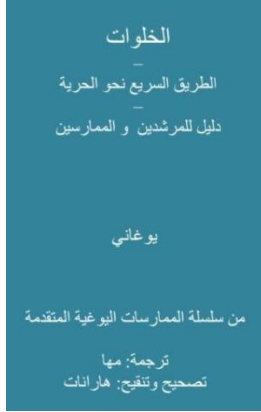 الخلوات
–
الطريق السريع نحو الحرية
–
دليل للمرشدين و الممارسين
يوغاني
من سلسلة الممارسات اليوغية المتقدمة
ترجمة: مها
تصحيح وتنقيح: هارانات